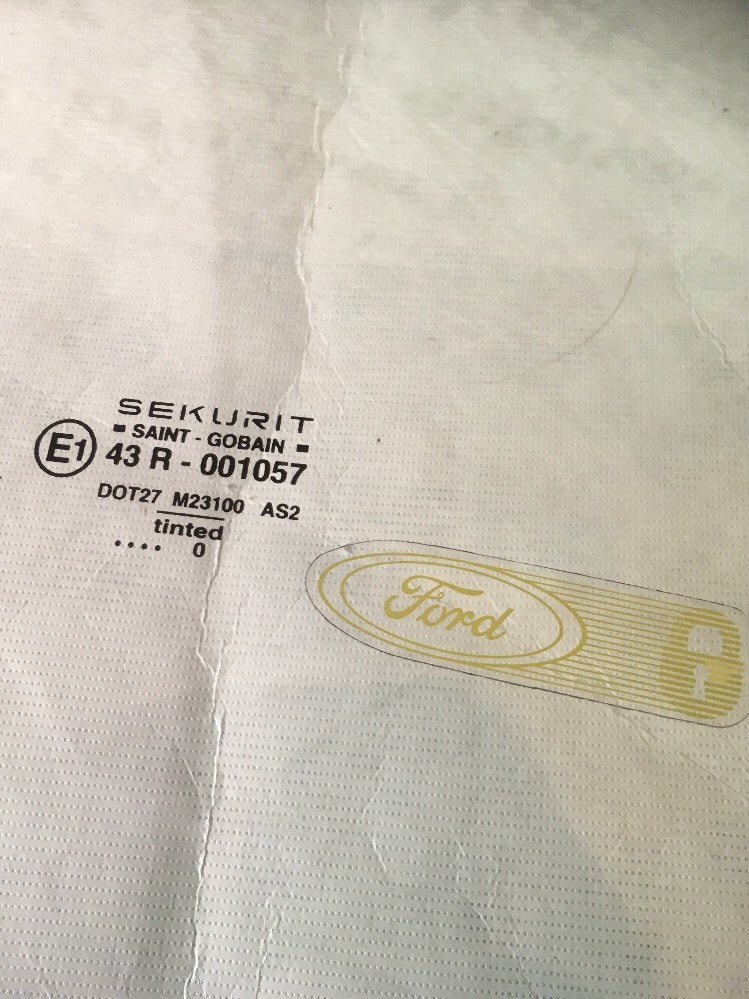 SEKURIT
SAINT - GOBAIN
E1 43 R - 001057
DOT27 M23100 AS2
tinted
.... 0
Ford